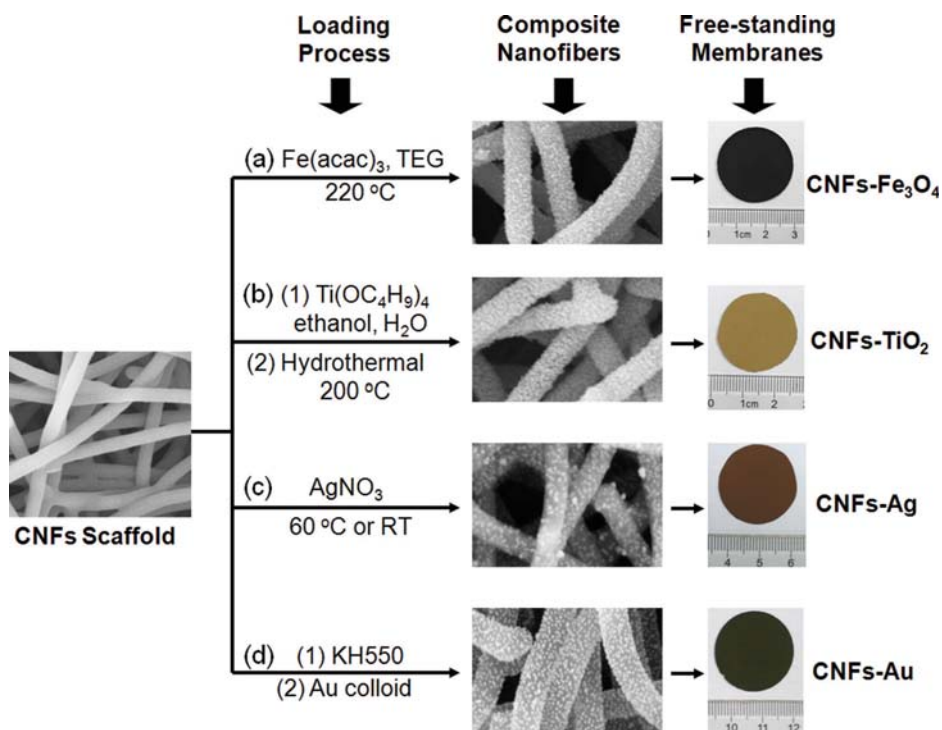 Loading
Process
Composite
Nanofibers
Free-standing
Membranes
(a) Fe(acac)₃, TEG
220 °C
CNFs-Fe₃O₄
1cm 2 3
(b) (1) Ti(OC₄H₉)₄
ethanol, H₂O
(2) Hydrothermal
200 °C
CNFs-TiO₂
0 1cm 2
(c) AgNO₃
60 °C or RT
CNFs-Ag
4 5 6
CNFs Scaffold
(d) (1) KH550
(2) Au colloid
CNFs-Au
10 11 12